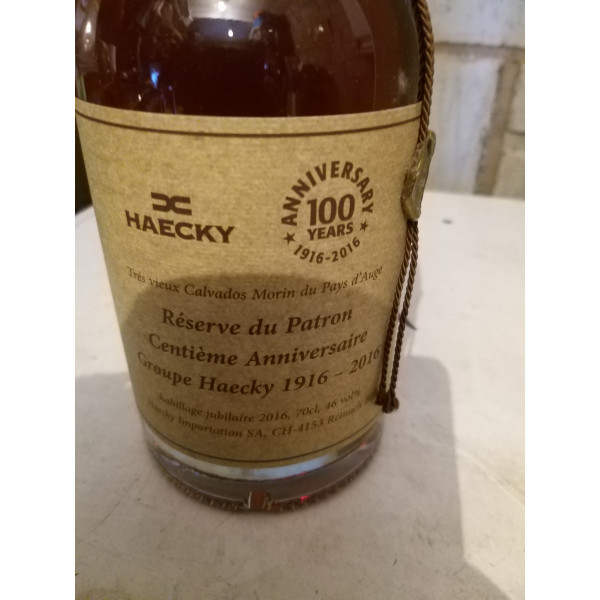 HAECKY
ANNIVERSARY
100
YEARS
1916-2016
Très vieux Calvados Morin du Pays d'Auge
Réserve du Patron
Centième Anniversaire
Groupe Haecky 1916 – 2016
habillage jubilaire 2016, 70cl, 46 vol%
Haecky Importation SA, CH-4153 Reinach